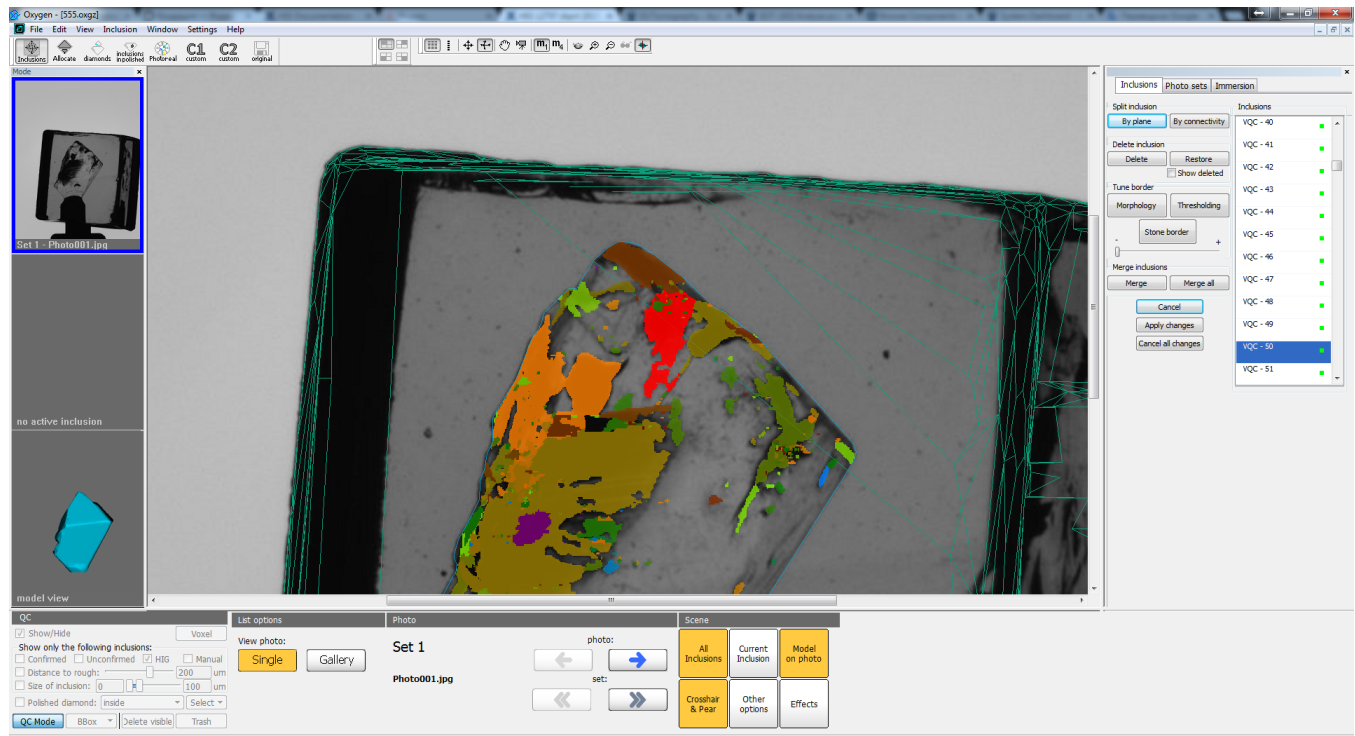 Oxygen - [555.oxgz]
File Edit View Inclusion Window Settings Help
Inclusions Allocate diamonds inclusions inpolished Photoreal C1 custom C2 custom original
m1 m4
Mode x
Set 1 - Photo001.jpg
no active inclusion
model view
Inclusions Photo sets Immersion
Split inclusion
By plane By connectivity
Delete inclusion
Delete Restore
Show deleted
Tune border
Morphology Thresholding
Stone border
- +
Merge inclusions
Merge Merge all
Cancel
Apply changes
Cancel all changes
Inclusions
VQC - 40
VQC - 41
VQC - 42
VQC - 43
VQC - 44
VQC - 45
VQC - 46
VQC - 47
VQC - 48
VQC - 49
VQC - 50
VQC - 51
QC
Show/Hide Voxel
Show only the following inclusions:
Confirmed Unconfirmed HIG Manual
Distance to rough: 200 um
Size of inclusion: 0 100 um
Polished diamond: inside Select
QC Mode BBox Delete visible Trash
List options
View photo:
Single Gallery
Photo
Set 1
photo:
Photo001.jpg
set:
Scene
All Inclusions
Current Inclusion
Model on photo
Crosshair & Pear
Other options
Effects